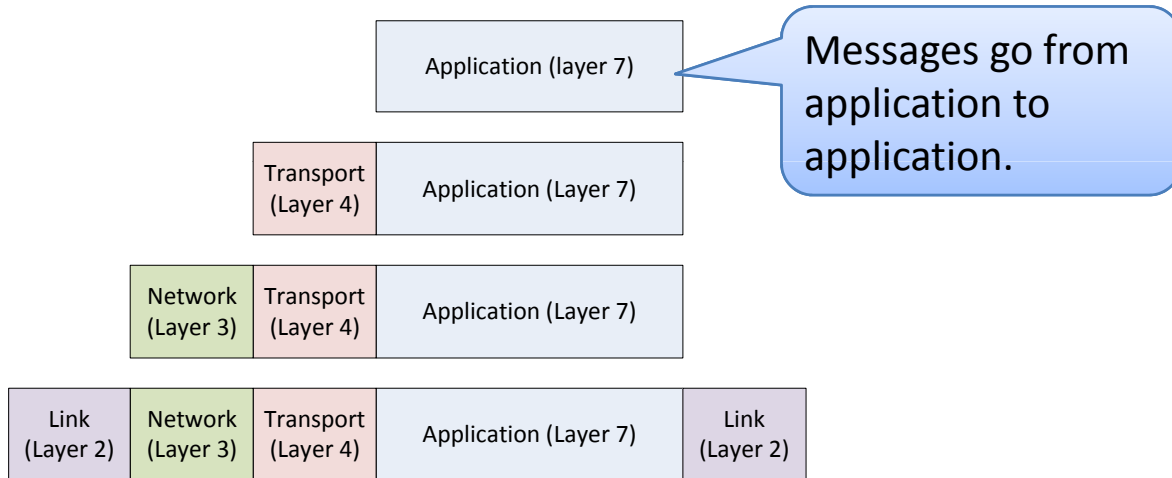 Application (layer 7)
Messages go from
application to
application.
Transport
(Layer 4)
Application (Layer 7)
Network
(Layer 3)
Transport
(Layer 4)
Application (Layer 7)
Link
(Layer 2)
Network
(Layer 3)
Transport
(Layer 4)
Application (Layer 7)
Link
(Layer 2)